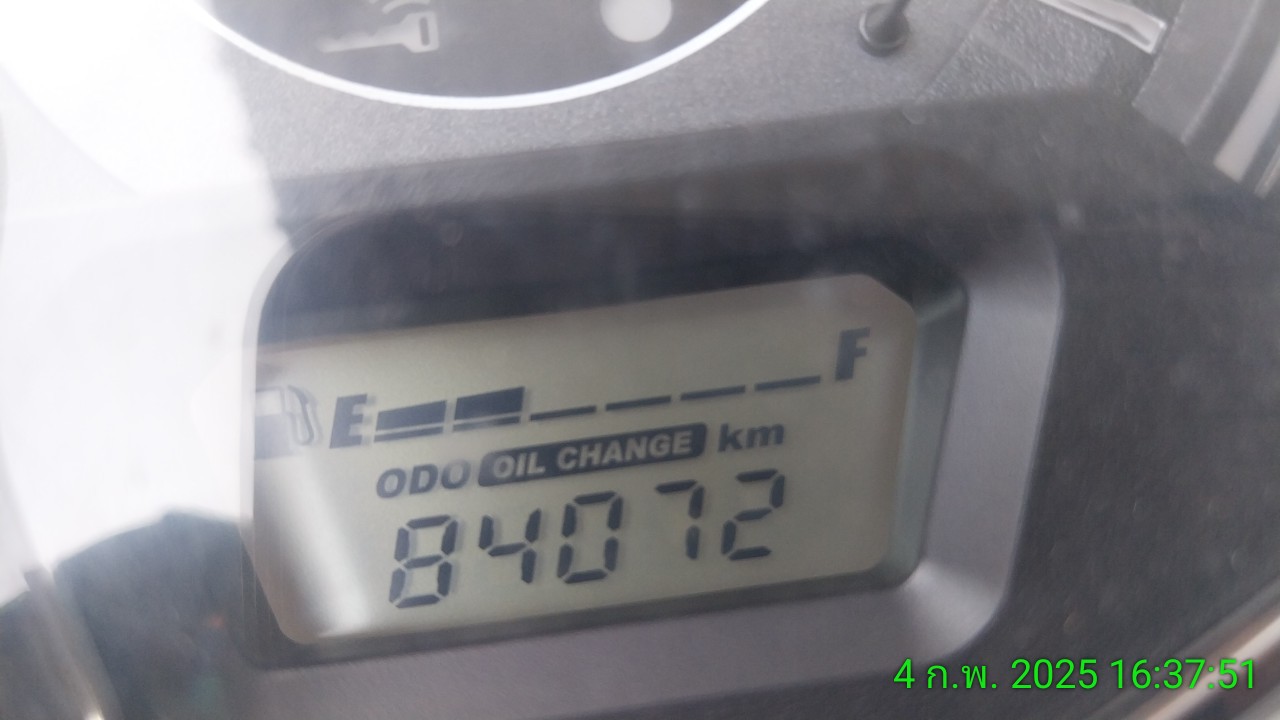 E F
ODO OIL CHANGE km
84072
4 ก.พ. 2025 16:37:51